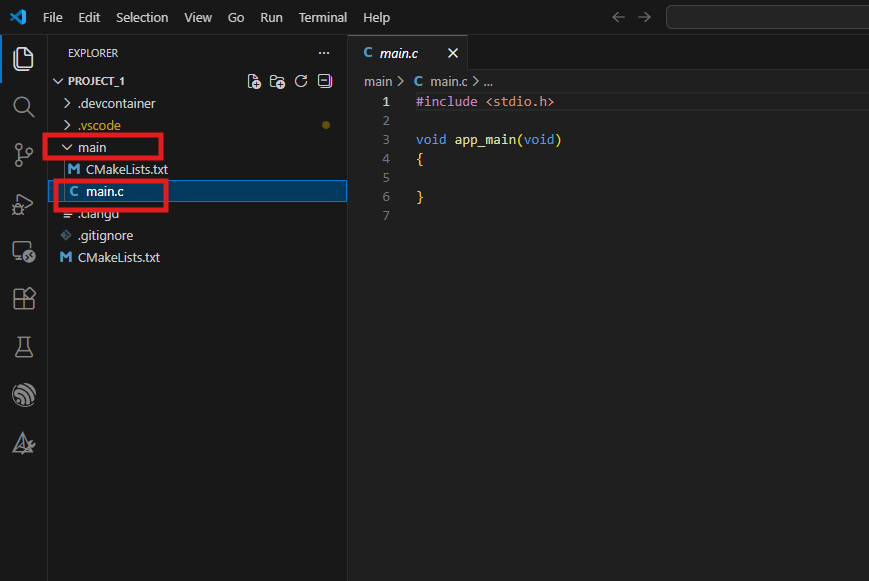 File Edit Selection View Go Run Terminal Help
EXPLORER ...
PROJECT_1
.devcontainer
.vscode
main
M CMakeLists.txt
C main.c
.clangd
.gitignore
M CMakeLists.txt
C main.c
main > C main.c > ...
1 #include <stdio.h>
2
3 void app_main(void)
4 {
5
6 }
7